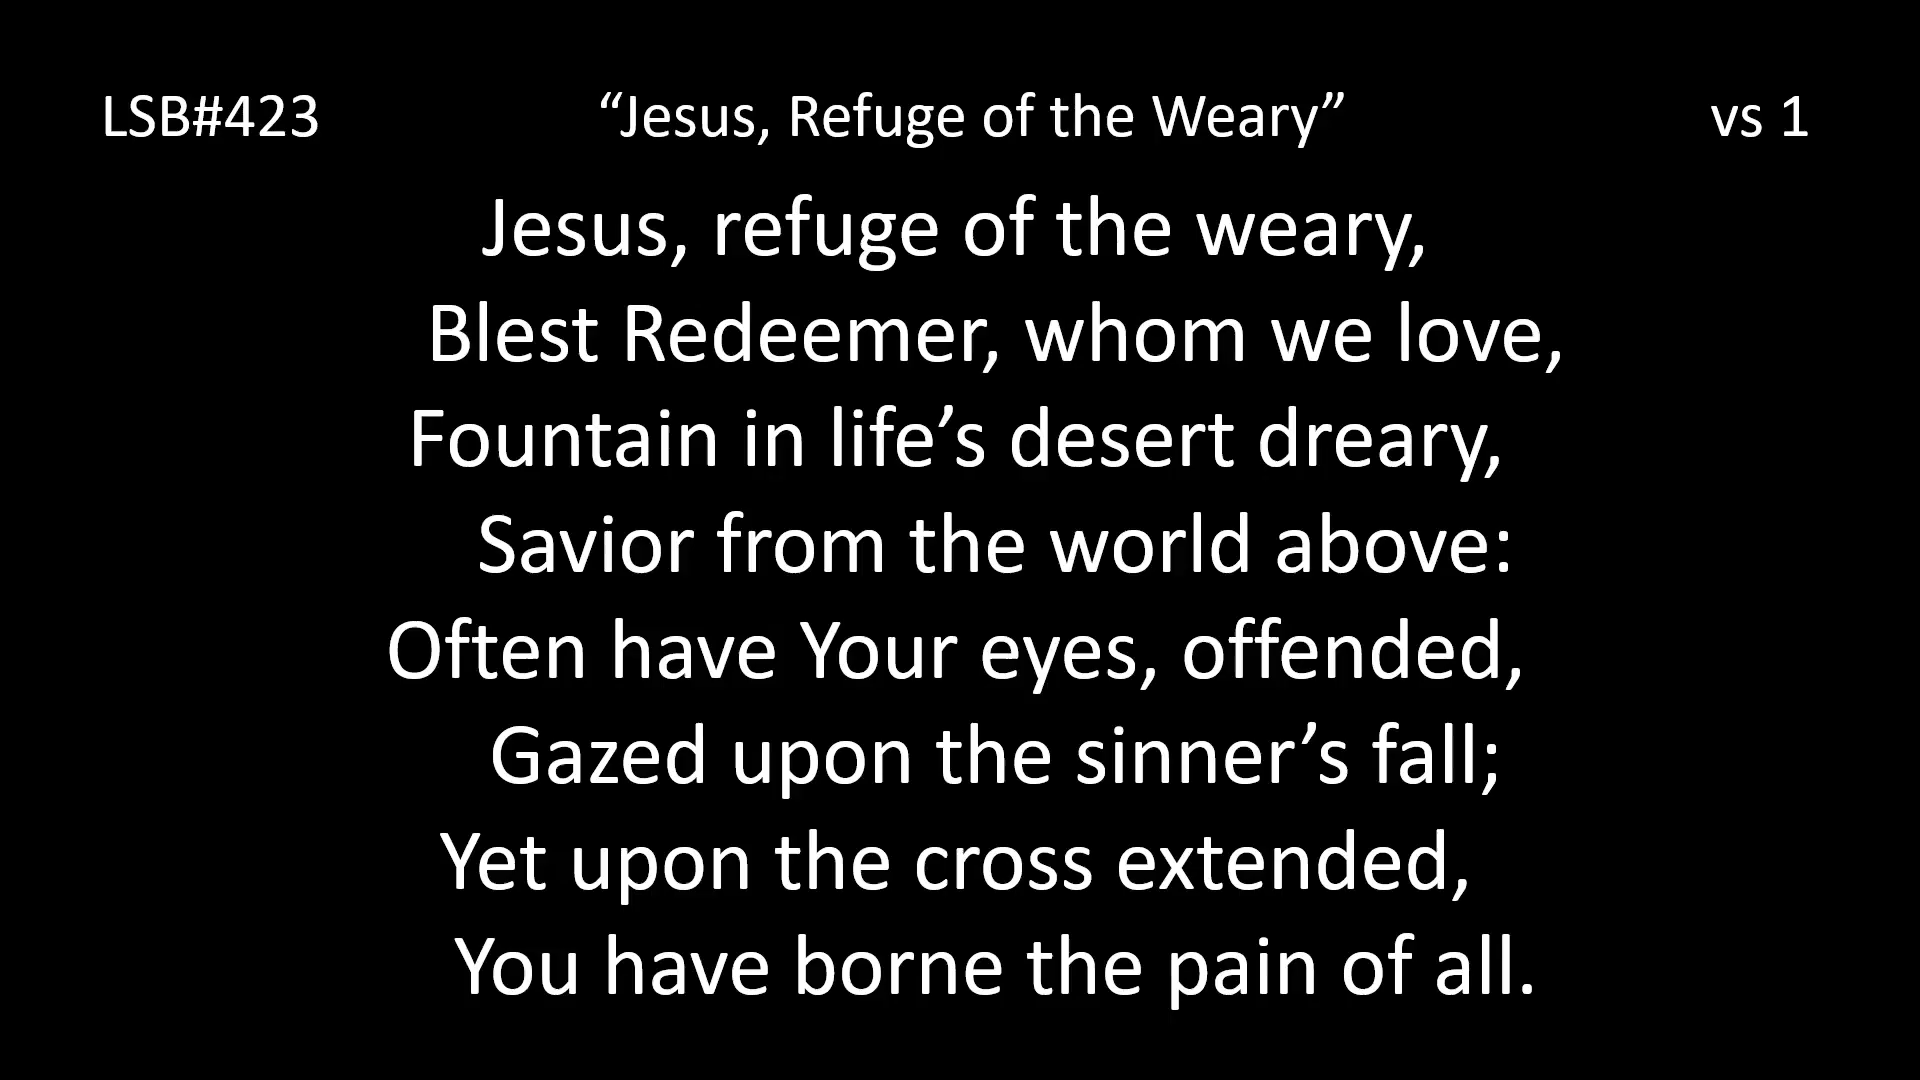 LSB#423 “Jesus, Refuge of the Weary” vs 1
Jesus, refuge of the weary,
Blest Redeemer, whom we love,
Fountain in life’s desert dreary,
Savior from the world above:
Often have Your eyes, offended,
Gazed upon the sinner’s fall;
Yet upon the cross extended,
You have borne the pain of all.